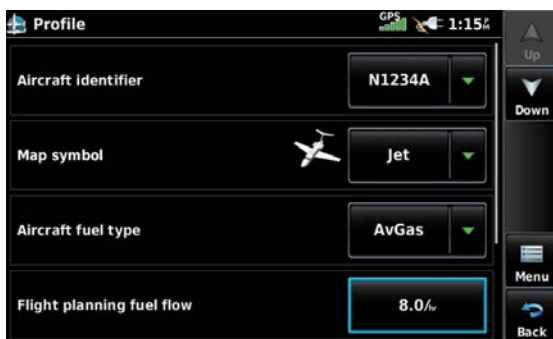 Profile
GPS
1:15
Up
Aircraft identifier
N1234A
Down
Map symbol
Jet
Aircraft fuel type
AvGas
Menu
Flight planning fuel flow
8.0/hr
Back